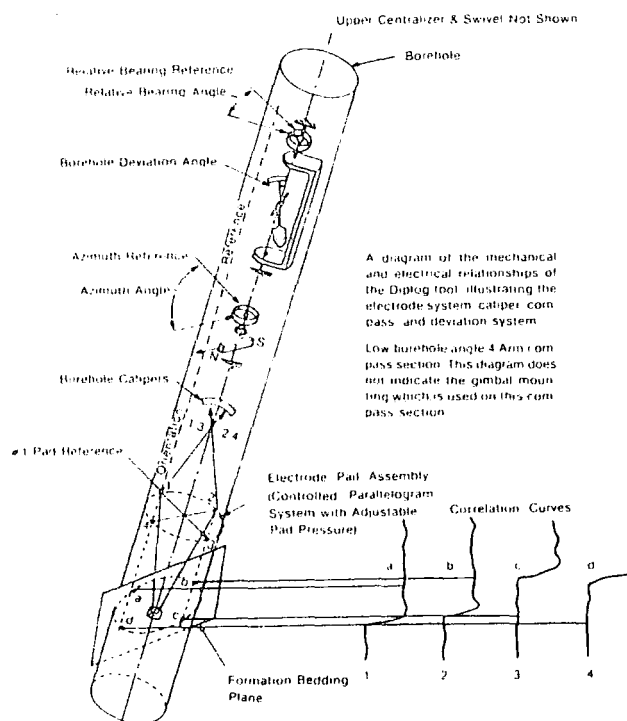 Upper Centralizer & Swivel Not Shown
Borehole
Relative Bearing Reference
Relative Bearing Angle
Borehole Deviation Angle
Reference
Azimuth Reference
Azimuth Angle
A diagram of the mechanical
and electrical relationships of
the Diplog tool illustrating the
electrode system caliper com
pass and deviation system
N
S
Low borehole angle 4 Arm com
pass section This diagram does
not indicate the gimbal moun
ting which is used on this com
pass section
Borehole Calipers
1 3
2 4
#1 Pad Reference
Electrode Pad Assembly
(Controlled Parallelogram
System with Adjustable
Pad Pressure)
Correlation Curves
a
b
c
d
a
b
c
d
Formation Bedding
Plane
1
2
3
4